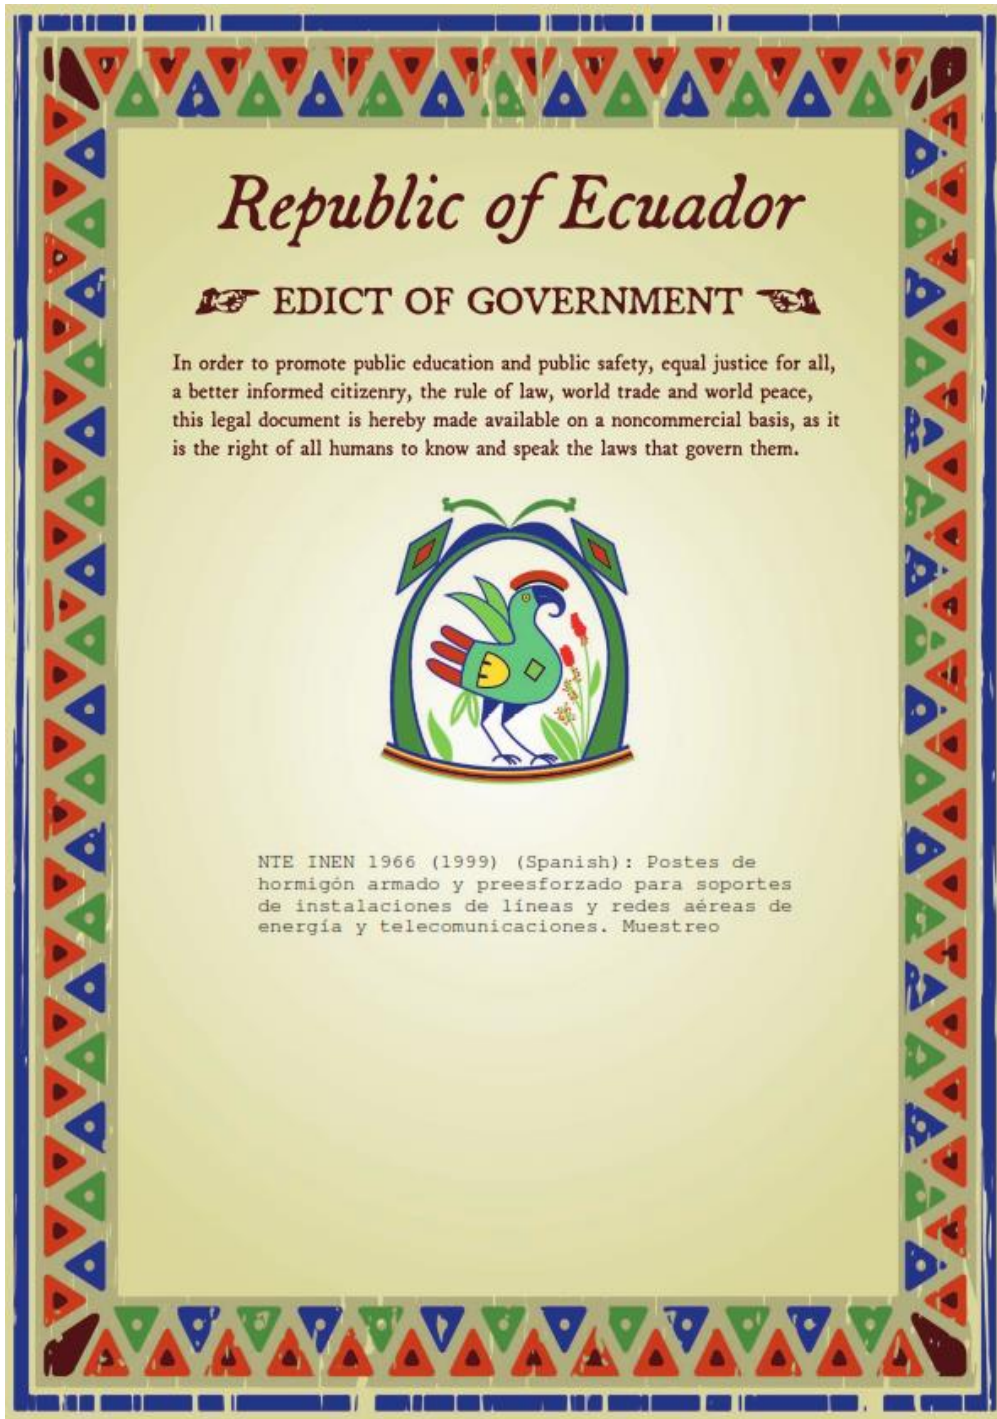 Republic of Ecuador
EDICT OF GOVERNMENT
In order to promote public education and public safety, equal justice for all,
a better informed citizenry, the rule of law, world trade and world peace,
this legal document is hereby made available on a noncommercial basis, as it
is the right of all humans to know and speak the laws that govern them.
NTE INEN 1966 (1999) (Spanish): Postes de
hormigón armado y preesforzado para soportes
de instalaciones de líneas y redes aéreas de
energía y telecomunicaciones. Muestreo